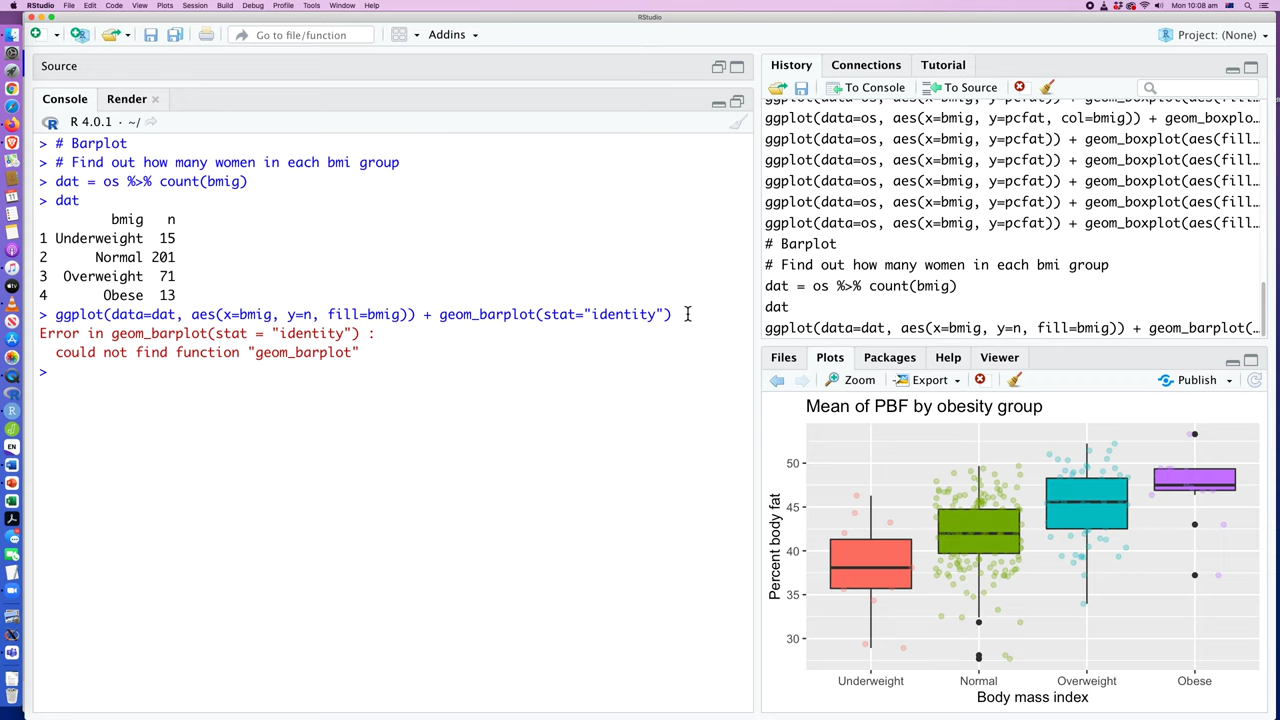 RStudio File Edit Code View Plots Session Build Debug Profile Tools Window Help Mon 10:08 am
RStudio
Go to file/function Addins Project: (None)
Source
Console Render
R 4.0.1 · ~/
> # Barplot
> # Find out how many women in each bmi group
> dat = os %>% count(bmig)
> dat
bmig n
1 Underweight 15
2 Normal 201
3 Overweight 71
4 Obese 13
> ggplot(data=dat, aes(x=bmig, y=n, fill=bmig)) + geom_barplot(stat="identity")
Error in geom_barplot(stat = "identity") :
could not find function "geom_barplot"
>
History Connections Tutorial
To Console To Source
ggplot(data=os, aes(x=bmig, y=pcfat, col=bmig)) + geom_boxplo…
ggplot(data=os, aes(x=bmig, y=pcfat)) + geom_boxplot(aes(fill…
ggplot(data=os, aes(x=bmig, y=pcfat)) + geom_boxplot(aes(fill…
ggplot(data=os, aes(x=bmig, y=pcfat)) + geom_boxplot(aes(fill…
ggplot(data=os, aes(x=bmig, y=pcfat)) + geom_boxplot(aes(fill…
ggplot(data=os, aes(x=bmig, y=pcfat)) + geom_boxplot(aes(fill…
# Barplot
# Find out how many women in each bmi group
dat = os %>% count(bmig)
dat
ggplot(data=dat, aes(x=bmig, y=n, fill=bmig)) + geom_barplot(…
Files Plots Packages Help Viewer
Zoom Export Publish
Mean of PBF by obesity group
Percent body fat
50
45
40
35
30
Underweight Normal Overweight Obese
Body mass index
EN